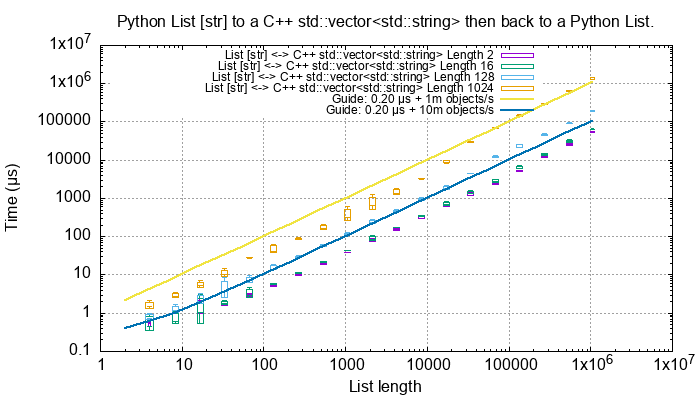 Python List [str] to a C++ std::vector<std::string> then back to a Python List.
1x10^7
1x10^6
100000
10000
1000
100
10
1
0.1
Time (µs)
List [str] <-> C++ std::vector<std::string> Length 2
List [str] <-> C++ std::vector<std::string> Length 16
List [str] <-> C++ std::vector<std::string> Length 128
List [str] <-> C++ std::vector<std::string> Length 1024
Guide: 0.20 µs + 1m objects/s
Guide: 0.20 µs + 10m objects/s
1 10 100 1000 10000 100000 1x10^6 1x10^7
List length